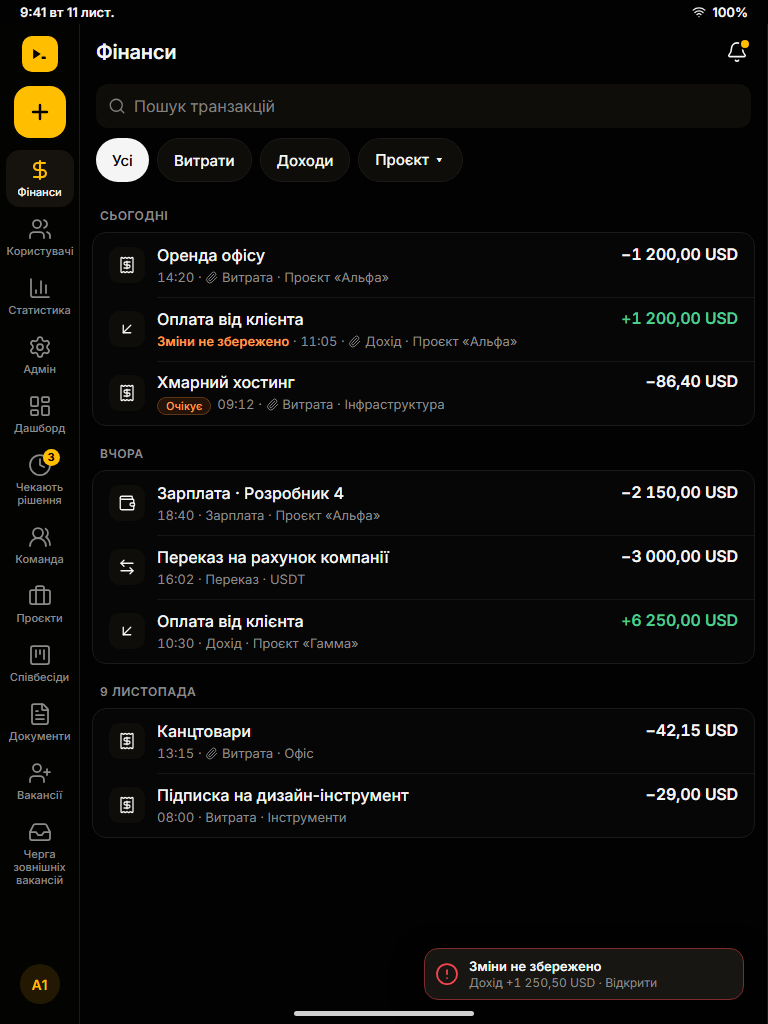 9:41 вт 11 лист.
100%
Фінанси
Пошук транзакцій
Усі
Витрати
Доходи
Проєкт
Фінанси
Користувачі
Статистика
Адмін
Дашборд
3
Чекають
рішення
Команда
Проєкти
Співбесіди
Документи
Вакансії
Черга
зовнішніх
вакансій
A1
СЬОГОДНІ
Оренда офісу
−1 200,00 USD
14:20 · Витрата · Проєкт «Альфа»
Оплата від клієнта
+1 200,00 USD
Зміни не збережено · 11:05 · Дохід · Проєкт «Альфа»
Хмарний хостинг
−86,40 USD
Очікує 09:12 · Витрата · Інфраструктура
ВЧОРА
Зарплата · Розробник 4
−2 150,00 USD
18:40 · Зарплата · Проєкт «Альфа»
Переказ на рахунок компанії
−3 000,00 USD
16:02 · Переказ · USDT
Оплата від клієнта
+6 250,00 USD
10:30 · Дохід · Проєкт «Гамма»
9 ЛИСТОПАДА
Канцтовари
−42,15 USD
13:15 · Витрата · Офіс
Підписка на дизайн-інструмент
−29,00 USD
08:00 · Витрата · Інструменти
Зміни не збережено
Дохід +1 250,50 USD · Відкрити